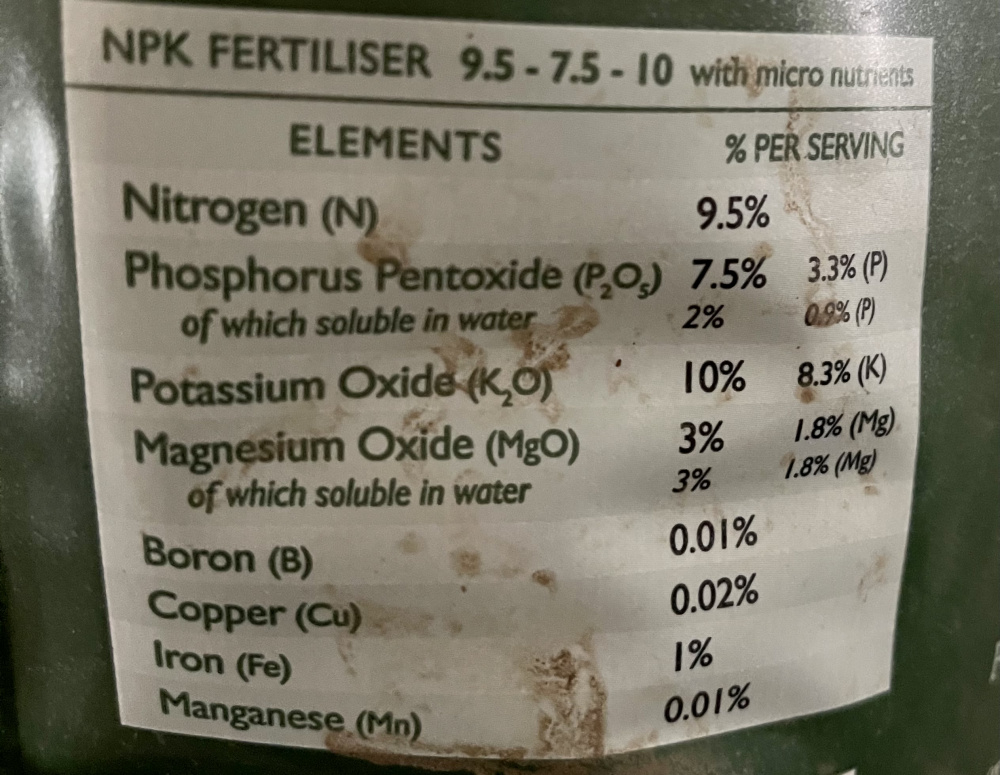 NPK FERTILISER 9.5 - 7.5 - 10 with micro nutrients
ELEMENTS % PER SERVING
Nitrogen (N) 9.5%
Phosphorus Pentoxide (P₂O₅) 7.5% 3.3% (P)
of which soluble in water 2% 0.9% (P)
Potassium Oxide (K₂O) 10% 8.3% (K)
Magnesium Oxide (MgO) 3% 1.8% (Mg)
of which soluble in water 3% 1.8% (Mg)
Boron (B) 0.01%
Copper (Cu) 0.02%
Iron (Fe) 1%
Manganese (Mn) 0.01%